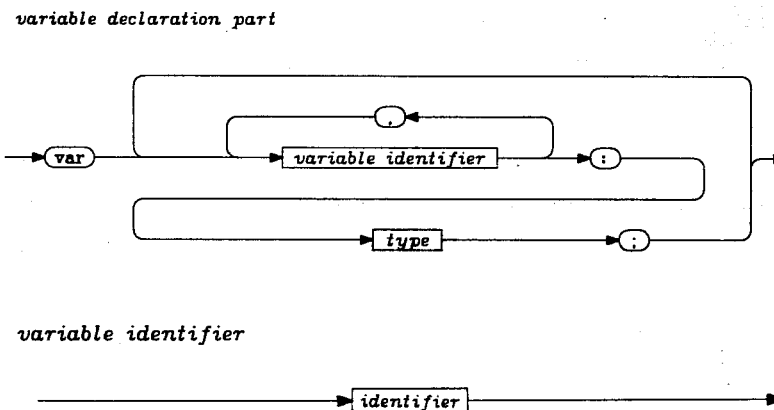 variable declaration part
,
var
variable identifier
:
type
;
variable identifier
identifier